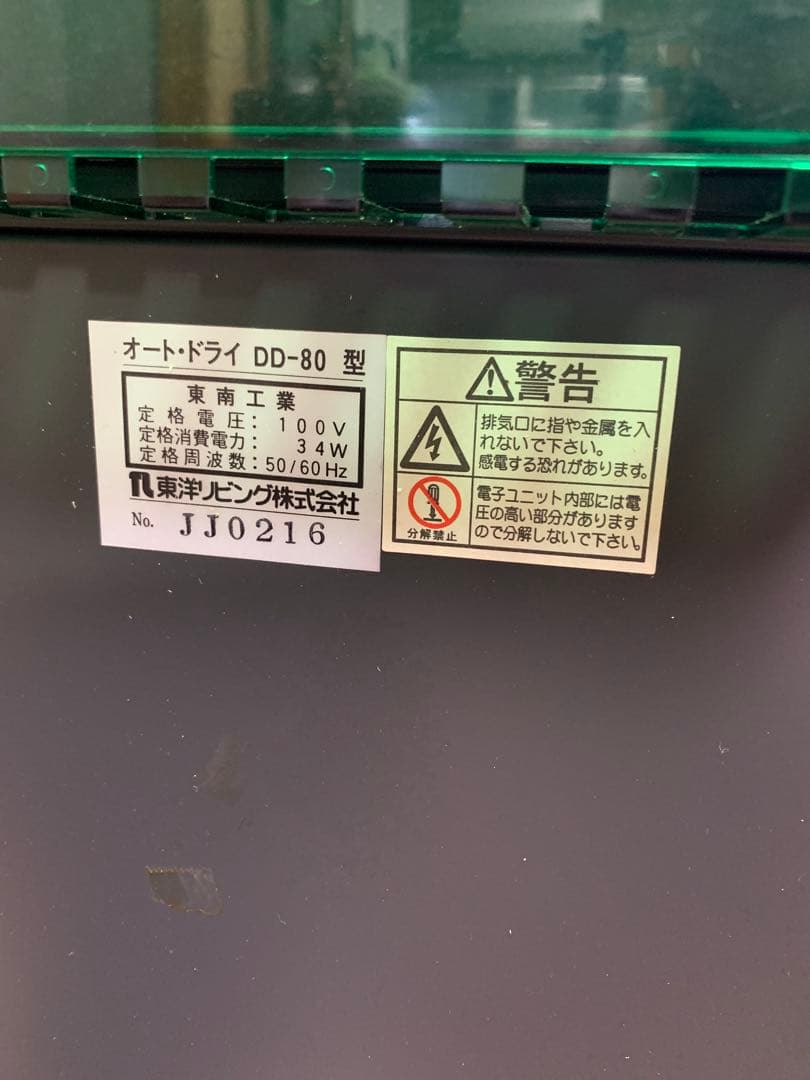 オート・ドライ DD-80 型
東南工業
定格電圧: 100V
定格消費電力: 34W
定格周波数: 50/60Hz
東洋リビング株式会社
No. JJ0216
警告
排気口に指や金属を入
れないで下さい。
感電する恐れがあります。
分解禁止
電子ユニット内部には電
圧の高い部分があります
ので分解しないで下さい。